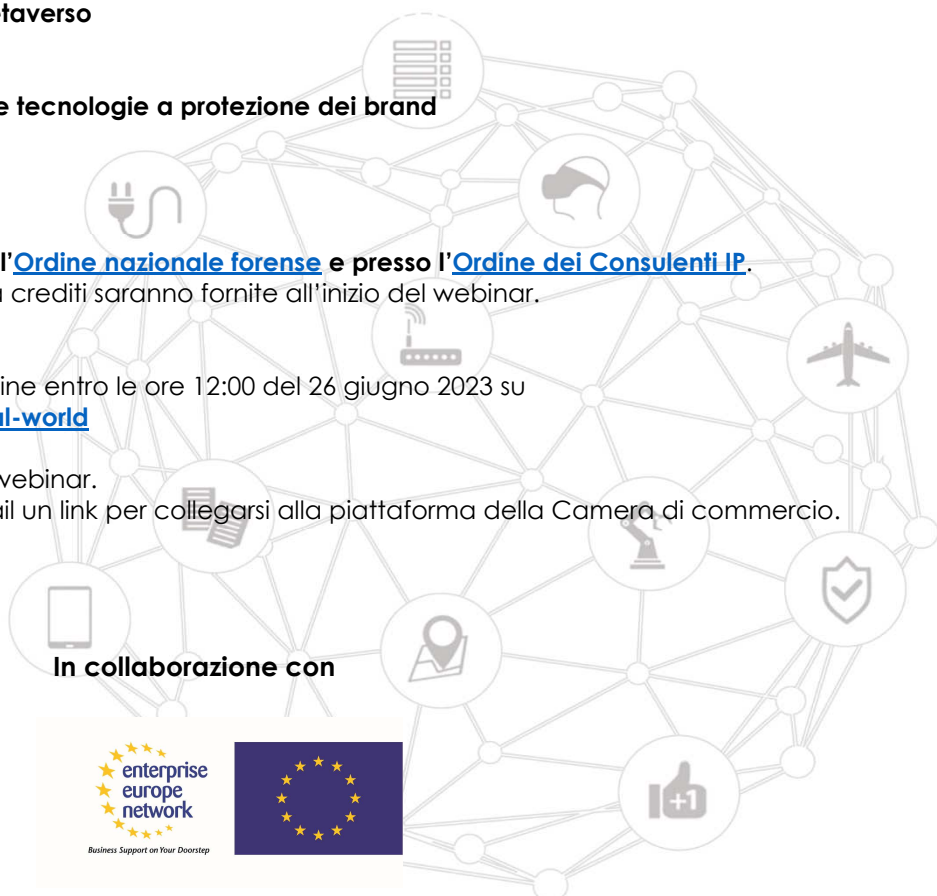 etaverso
e tecnologie a protezione dei brand
l’Ordine nazionale forense e presso l’Ordine dei Consulenti IP.
crediti saranno fornite all’inizio del webinar.
ine entro le ore 12:00 del 26 giugno 2023 su
al-world
webinar.
ail un link per collegarsi alla piattaforma della Camera di commercio.
In collaborazione con
enterprise
europe
network
Business Support on Your Doorstep
+1